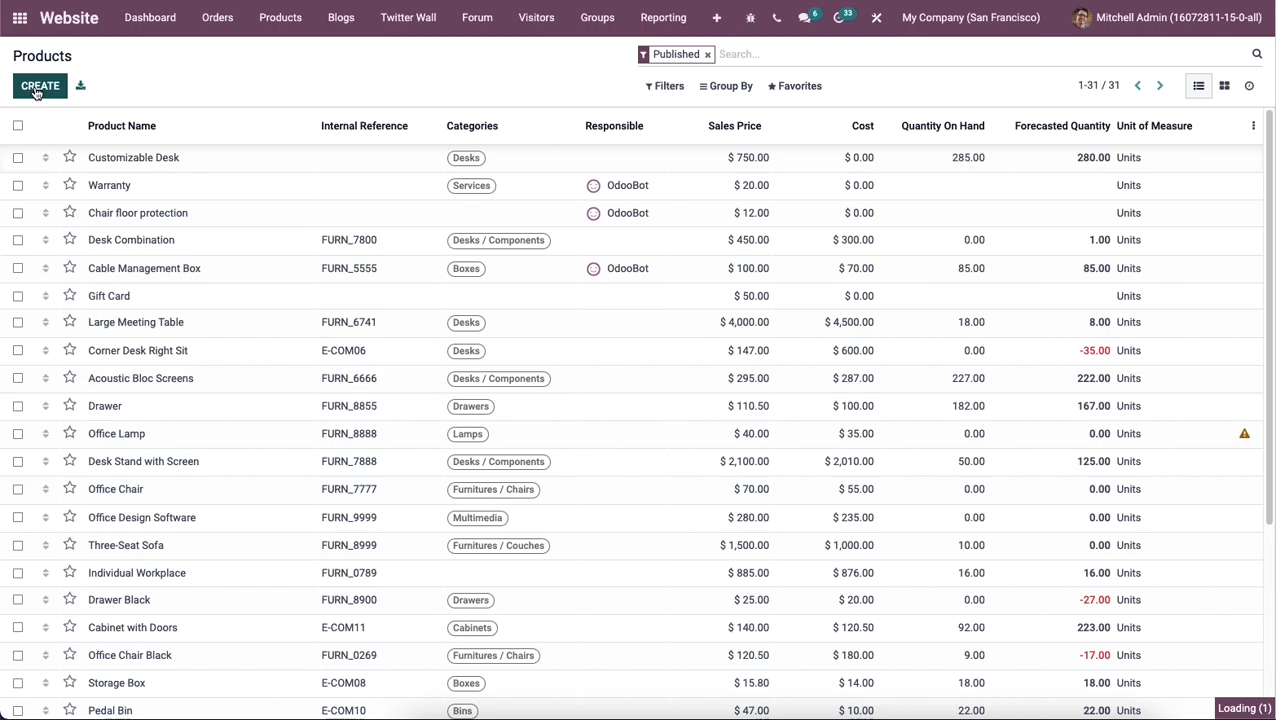 Website Dashboard Orders Products Blogs Twitter Wall Forum Visitors Groups Reporting 6 33 My Company (San Francisco) Mitchell Admin (16072811-15-0-all)
Products Published × Search...
CREATE Filters Group By Favorites 1-31 / 31
Product Name Internal Reference Categories Responsible Sales Price Cost Quantity On Hand Forecasted Quantity Unit of Measure
Customizable Desk Desks $ 750.00 $ 0.00 285.00 280.00 Units
Warranty Services OdooBot $ 20.00 $ 0.00 Units
Chair floor protection OdooBot $ 12.00 $ 0.00 Units
Desk Combination FURN_7800 Desks / Components $ 450.00 $ 300.00 0.00 1.00 Units
Cable Management Box FURN_5555 Boxes OdooBot $ 100.00 $ 70.00 85.00 85.00 Units
Gift Card $ 50.00 $ 0.00 Units
Large Meeting Table FURN_6741 Desks $ 4,000.00 $ 4,500.00 18.00 8.00 Units
Corner Desk Right Sit E-COM06 Desks $ 147.00 $ 600.00 0.00 -35.00 Units
Acoustic Bloc Screens FURN_6666 Desks / Components $ 295.00 $ 287.00 227.00 222.00 Units
Drawer FURN_8855 Drawers $ 110.50 $ 100.00 182.00 167.00 Units
Office Lamp FURN_8888 Lamps $ 40.00 $ 35.00 0.00 0.00 Units
Desk Stand with Screen FURN_7888 Desks / Components $ 2,100.00 $ 2,010.00 50.00 125.00 Units
Office Chair FURN_7777 Furnitures / Chairs $ 70.00 $ 55.00 0.00 0.00 Units
Office Design Software FURN_9999 Multimedia $ 280.00 $ 235.00 0.00 0.00 Units
Three-Seat Sofa FURN_8999 Furnitures / Couches $ 1,500.00 $ 1,000.00 10.00 0.00 Units
Individual Workplace FURN_0789 $ 885.00 $ 876.00 16.00 16.00 Units
Drawer Black FURN_8900 Drawers $ 25.00 $ 20.00 0.00 -27.00 Units
Cabinet with Doors E-COM11 Cabinets $ 140.00 $ 120.50 92.00 223.00 Units
Office Chair Black FURN_0269 Furnitures / Chairs $ 120.50 $ 180.00 9.00 -17.00 Units
Storage Box E-COM08 Boxes $ 15.80 $ 14.00 18.00 18.00 Units
Pedal Bin E-COM10 Bins $ 47.00 $ 10.00 22.00 22.00 Units
Loading (1)